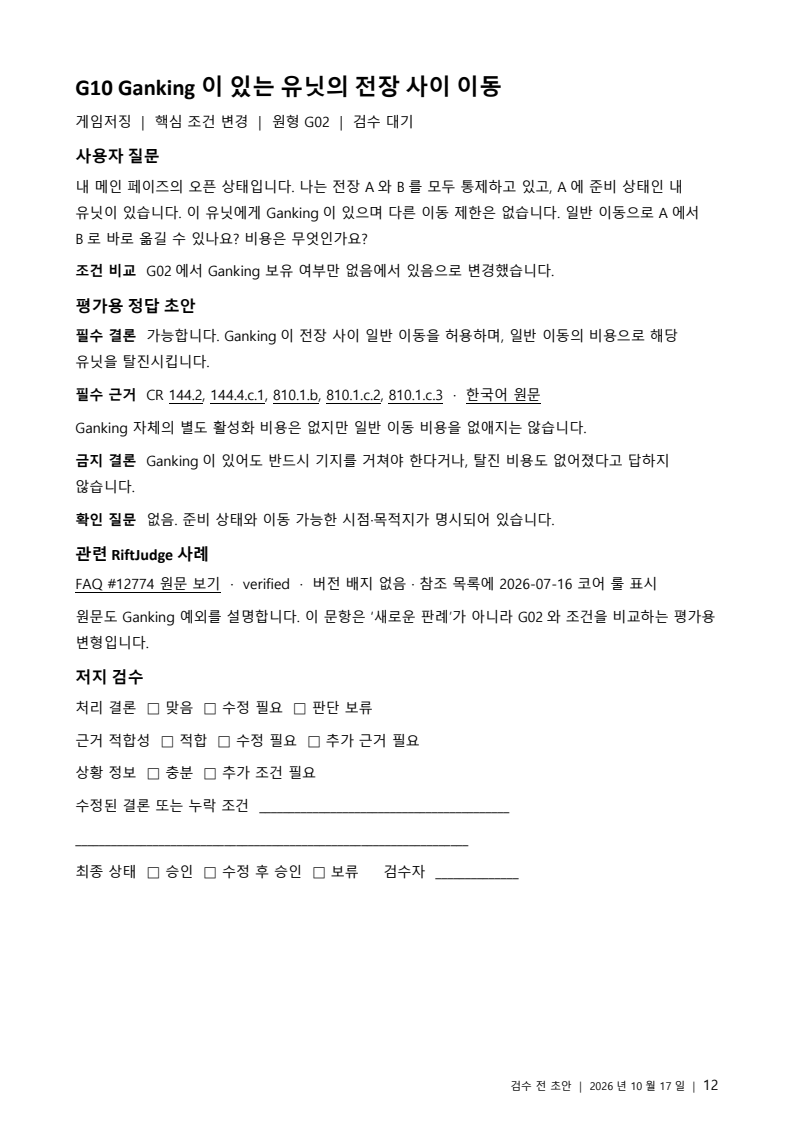 G10 Ganking 이 있는 유닛의 전장 사이 이동
게임저징 | 핵심 조건 변경 | 원형 G02 | 검수 대기
사용자 질문
내 메인 페이즈의 오픈 상태입니다. 나는 전장 A 와 B 를 모두 통제하고 있고, A 에 준비 상태인 내
유닛이 있습니다. 이 유닛에게 Ganking 이 있으며 다른 이동 제한은 없습니다. 일반 이동으로 A 에서
B 로 바로 옮길 수 있나요? 비용은 무엇인가요?
조건 비교 G02 에서 Ganking 보유 여부만 없음에서 있음으로 변경했습니다.
평가용 정답 초안
필수 결론 가능합니다. Ganking 이 전장 사이 일반 이동을 허용하며, 일반 이동의 비용으로 해당
유닛을 탈진시킵니다.
필수 근거 CR 144.2, 144.4.c.1, 810.1.b, 810.1.c.2, 810.1.c.3 · 한국어 원문
Ganking 자체의 별도 활성화 비용은 없지만 일반 이동 비용을 없애지는 않습니다.
금지 결론 Ganking 이 있어도 반드시 기지를 거쳐야 한다거나, 탈진 비용도 없어졌다고 답하지
않습니다.
확인 질문 없음. 준비 상태와 이동 가능한 시점·목적지가 명시되어 있습니다.
관련 RiftJudge 사례
FAQ #12774 원문 보기 · verified · 버전 배지 없음 · 참조 목록에 2026-07-16 코어 룰 표시
원문도 Ganking 예외를 설명합니다. 이 문항은 ‘새로운 판례’가 아니라 G02 와 조건을 비교하는 평가용
변형입니다.
저지 검수
처리 결론 □ 맞음 □ 수정 필요 □ 판단 보류
근거 적합성 □ 적합 □ 수정 필요 □ 추가 근거 필요
상황 정보 □ 충분 □ 추가 조건 필요
수정된 결론 또는 누락 조건 ______________________________
_______________________________________________
최종 상태 □ 승인 □ 수정 후 승인 □ 보류 검수자 __________
검수 전 초안 | 2026 년 10 월 17 일 | 12